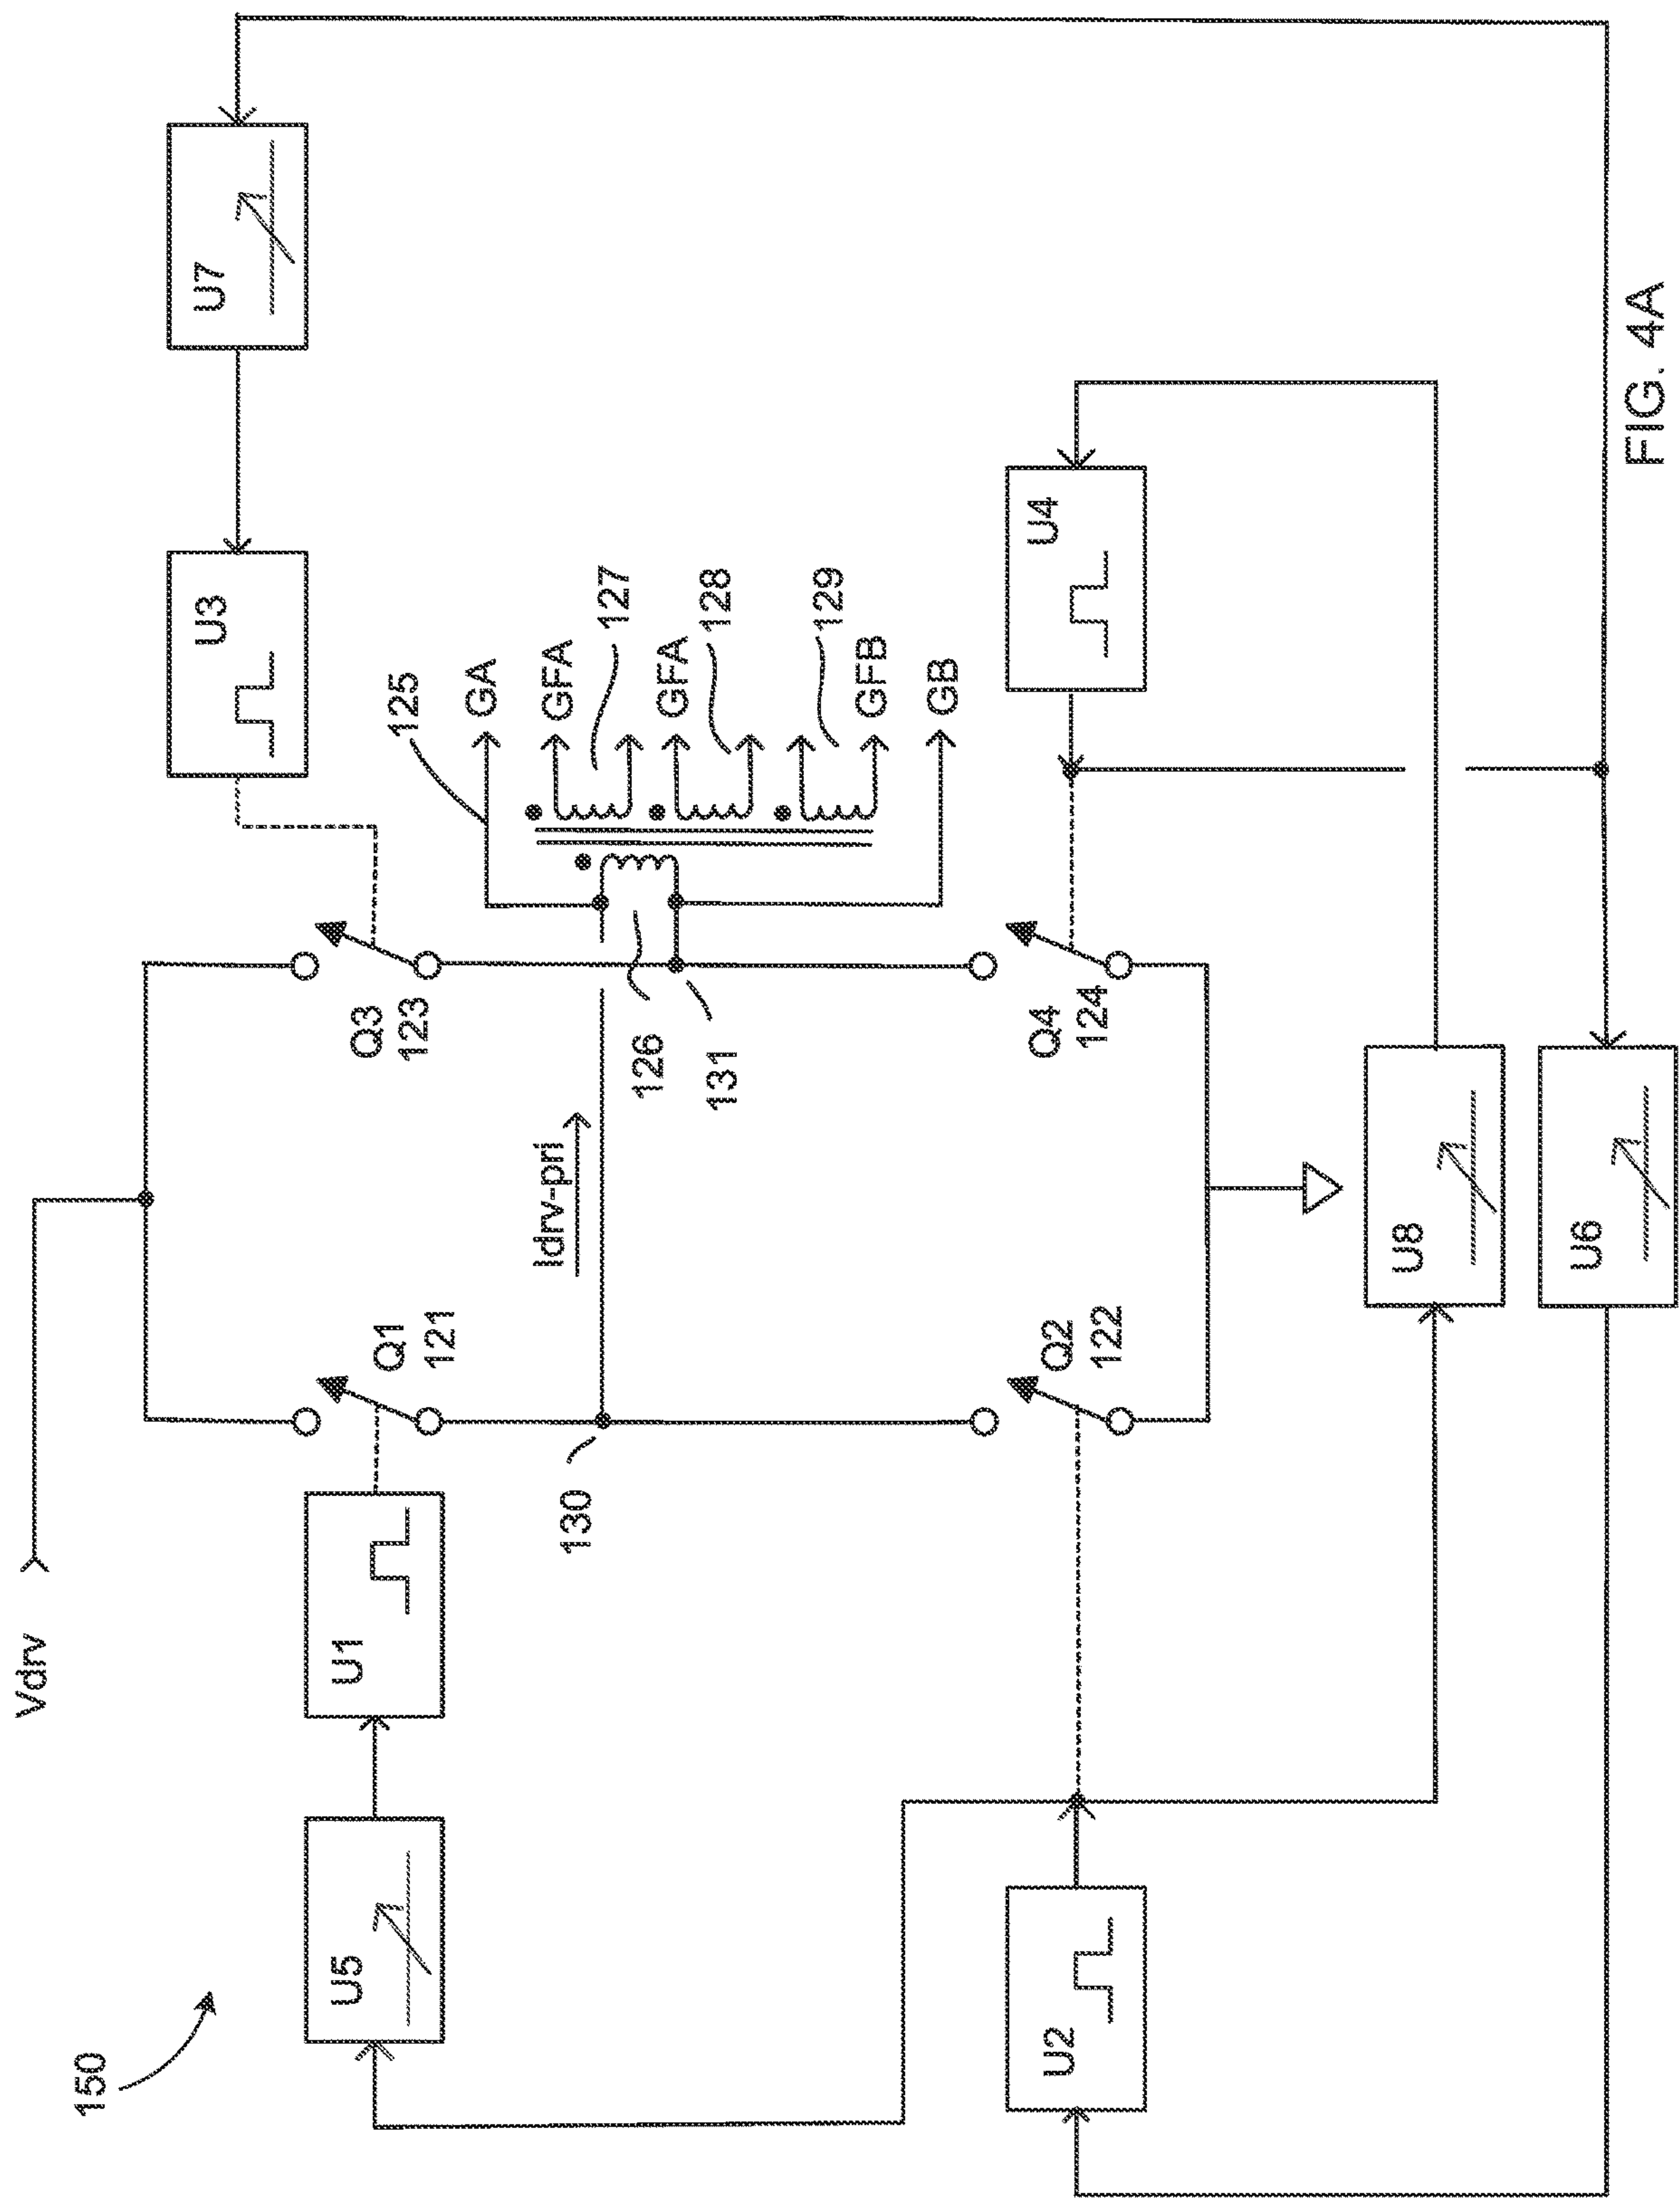 150
Vdrv
U5
U1
Q1
121
Q3
123
U3
U7
125
GA
GFA
127
GFA
128
129
GFB
GB
Idrv-pri
126
130
131
U2
Q2
122
Q4
124
U4
U8
U6
FIG. 4A